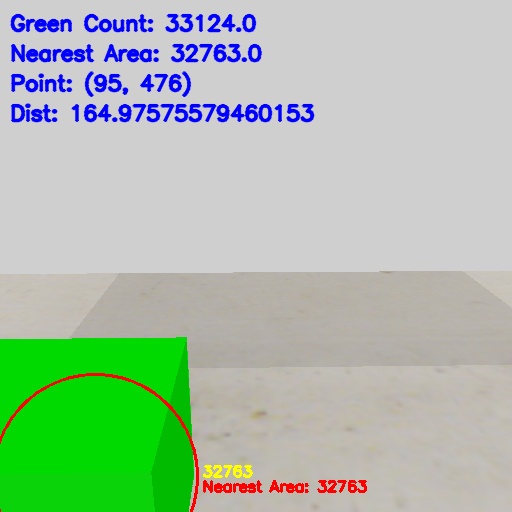 Green Count: 33124.0
Nearest Area: 32763.0
Point: (95, 476)
Dist: 164.97575579460153
32763
Nearest Area: 32763